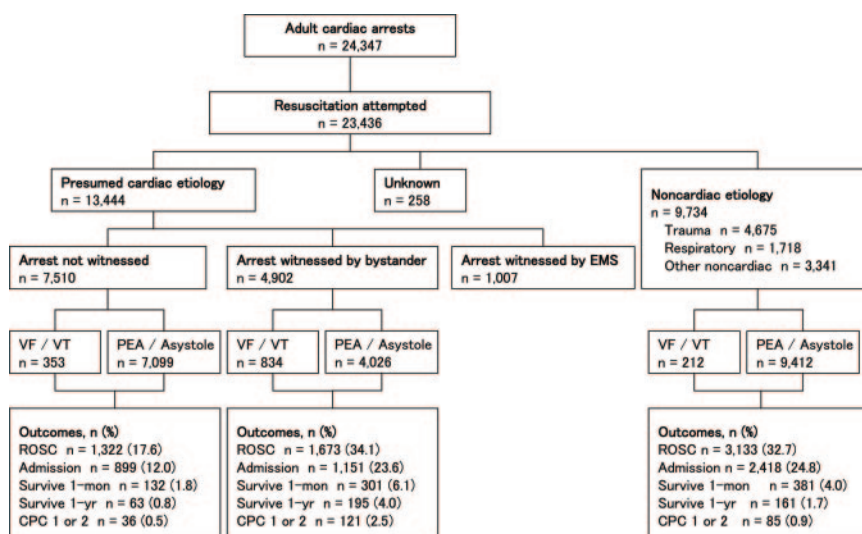 Adult cardiac arrests
n = 24,347
Resuscitation attempted
n = 23,436
Presumed cardiac etiology
n = 13,444
Unknown
n = 258
Noncardiac etiology
n = 9,734
Trauma = 4,675
Respiratory = 1,718
Other noncardiac n = 3,341
Arrest not witnessed
n = 7,510
Arrest witnessed by bystander
n = 4,902
Arrest witnessed by EMS
n = 1,007
VF / VT
n = 353
PEA / Asystole
n = 7,099
VF / VT
n = 834
PEA / Asystole
n = 4,026
VF / VT
n = 212
PEA / Asystole
n = 9,412
Outcomes, n (%)
ROSC n = 1,322 (17.6)
Admission = 899 (12.0)
Survive 1-mon = 132 (1.8)
Survive 1-yr = 63 (0.8)
CPC 1 or 2 n = 36 (0.5)
Outcomes, n (%)
ROSC n = 1,673 (34.1)
Admission = 1,151 (23.6)
Survive 1-mon = 301 (6.1)
Survive 1-yr = 195 (4.0)
CPC 1 or 2 n = 121 (2.5)
Outcomes, n (%)
ROSC n = 3,133 (32.7)
Admission n = 2,418 (24.8)
Survive 1-mon n = 381 (4.0)
Survive 1-yr n = 161 (1.7)
CPC 1 or 2 n = 85 (0.9)